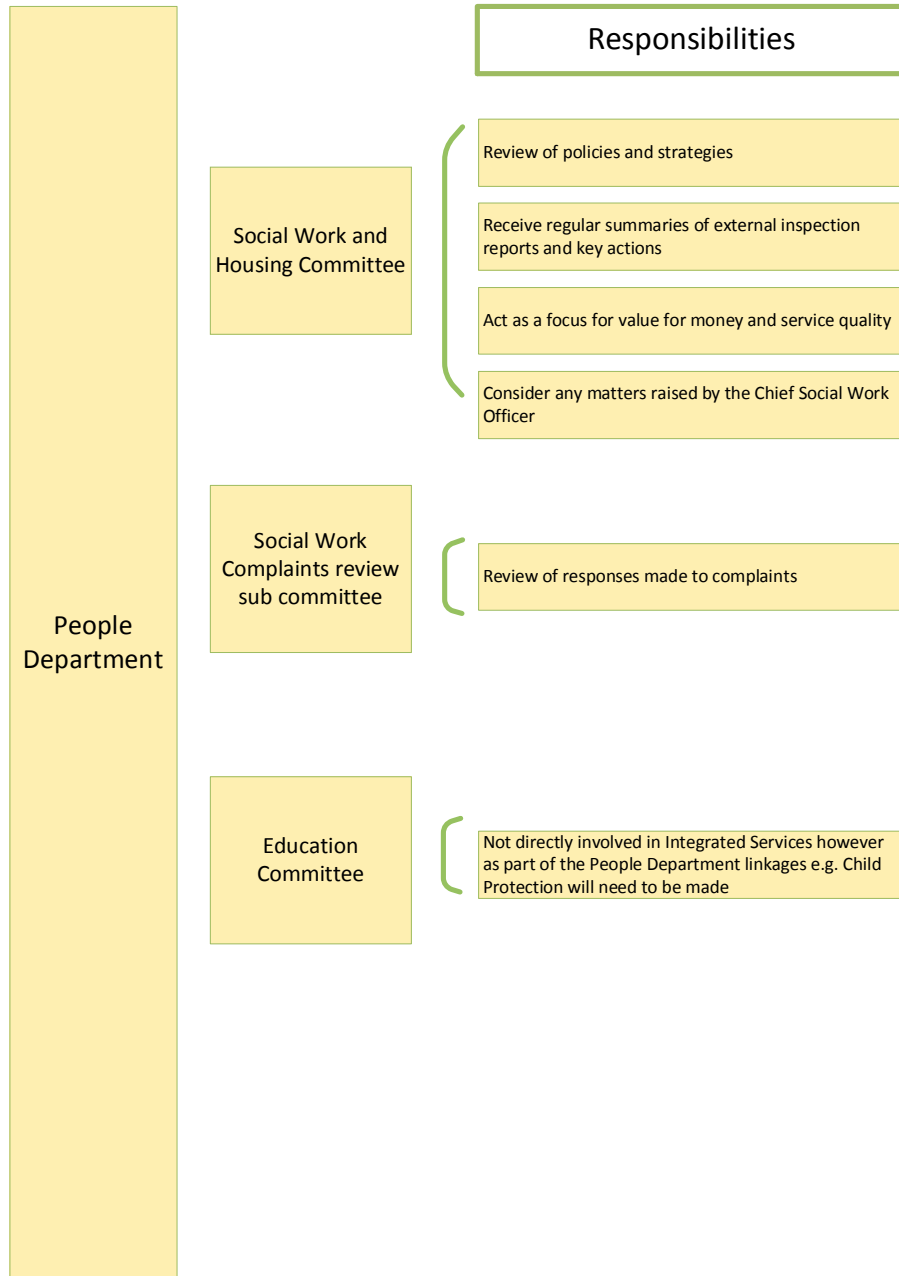 Responsibilities
People
Department
Social Work and
Housing Committee
Review of policies and strategies
Receive regular summaries of external inspection
reports and key actions
Act as a focus for value for money and service quality
Consider any matters raised by the Chief Social Work
Officer
Social Work
Complaints review
sub committee
Review of responses made to complaints
Education
Committee
Not directly involved in Integrated Services however
as part of the People Department linkages e.g. Child
Protection will need to be made